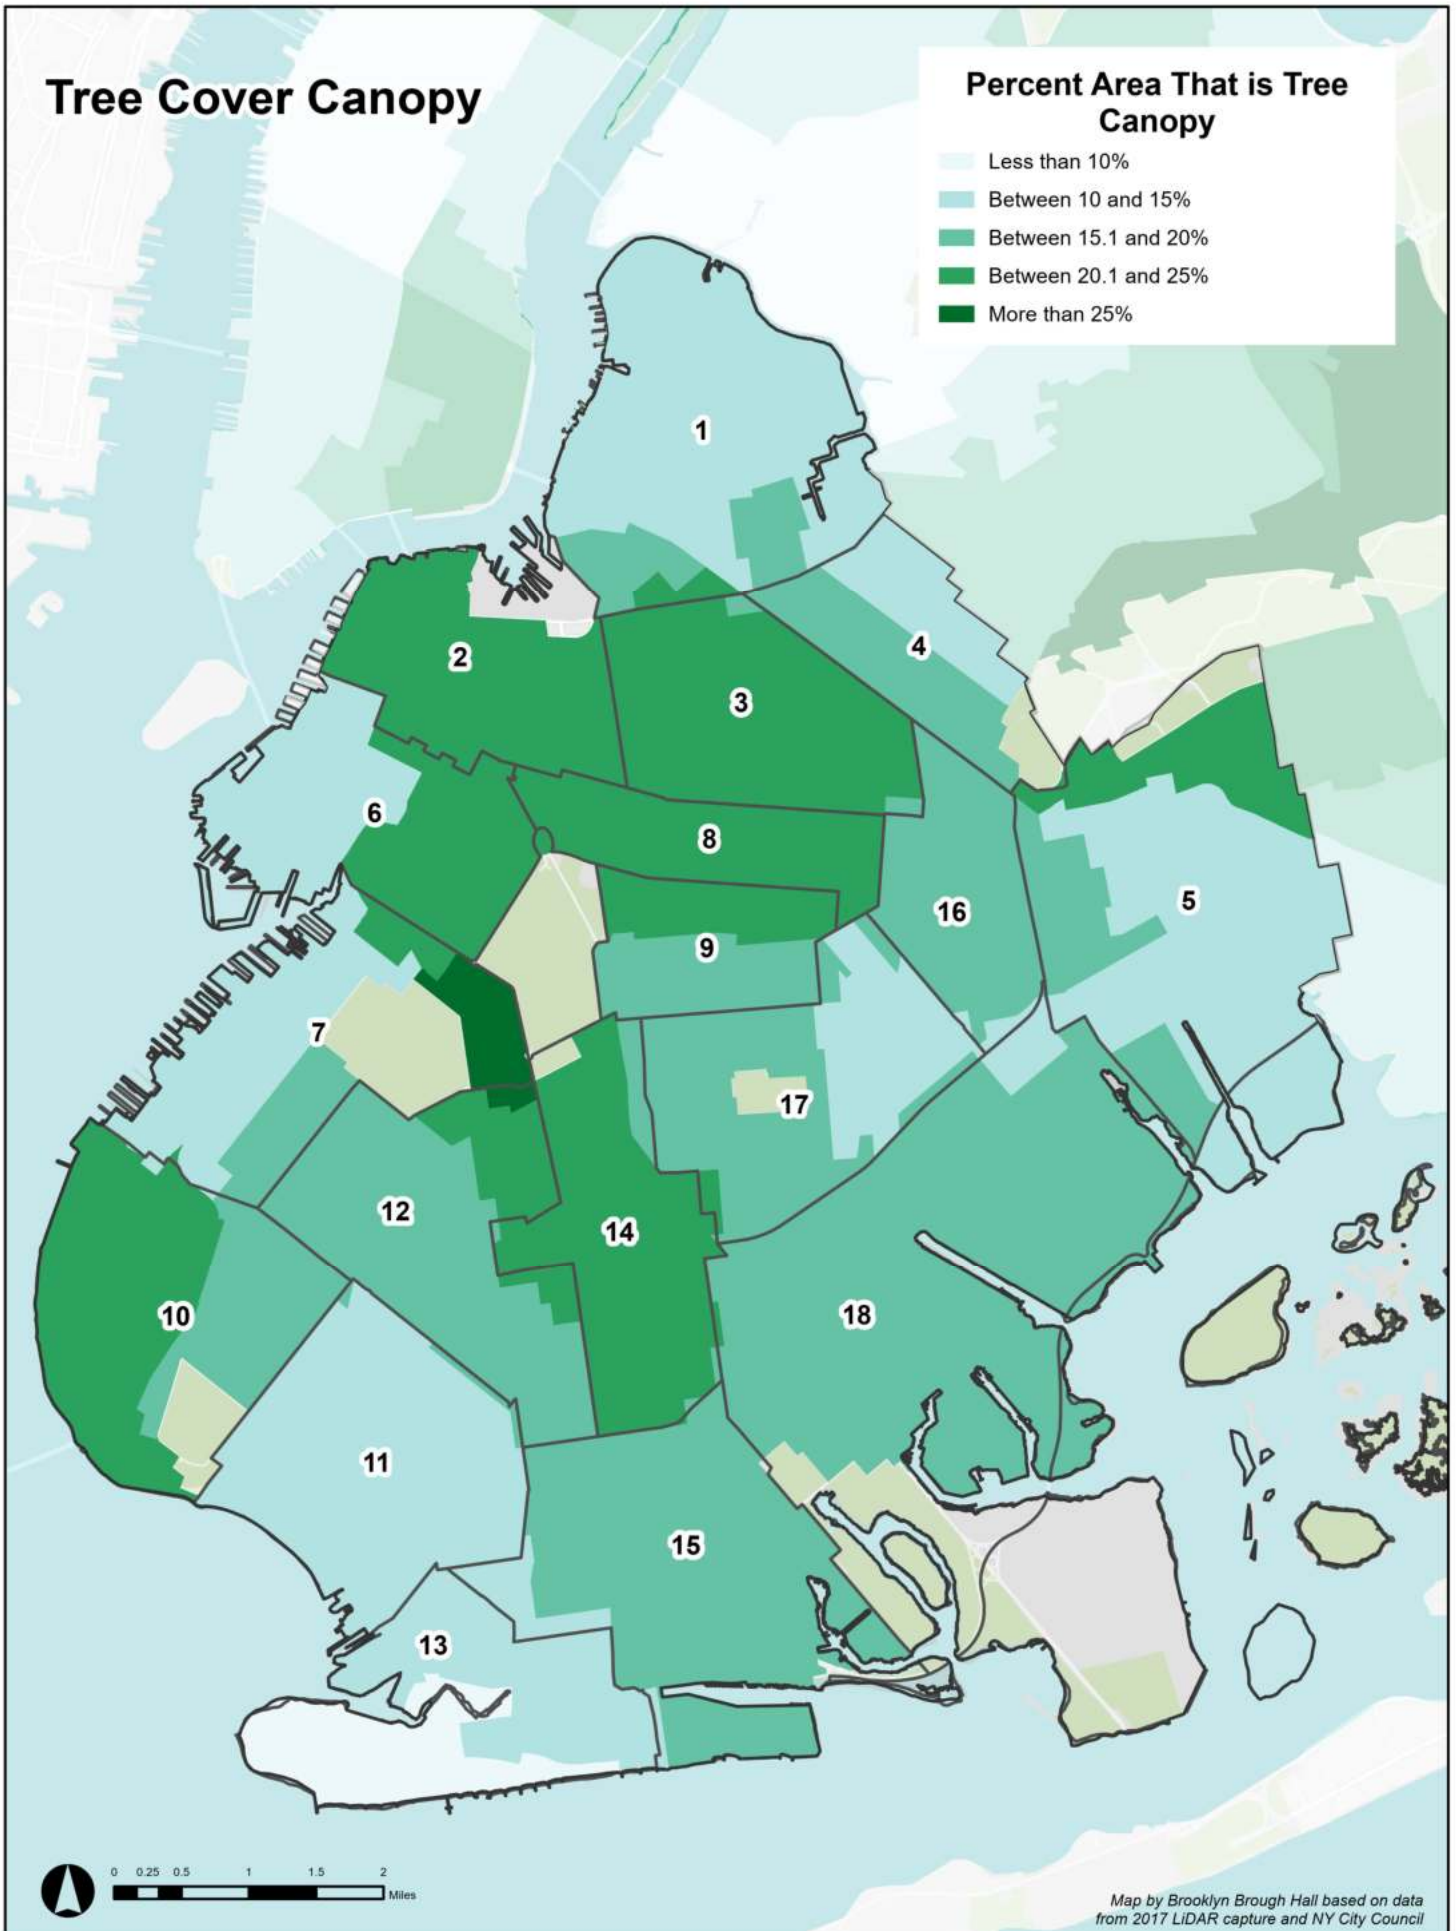 Tree Cover Canopy
Percent Area That is Tree
Canopy
Less than 10%
Between 10 and 15%
Between 15.1 and 20%
Between 20.1 and 25%
More than 25%
1
2
3
4
6
8
5
16
9
7
17
12
14
10
18
11
15
13
0 0.25 0.5 1 1.5 2
Miles
Map by Brooklyn Brough Hall based on data
from 2017 LiDAR capture and NY City Council